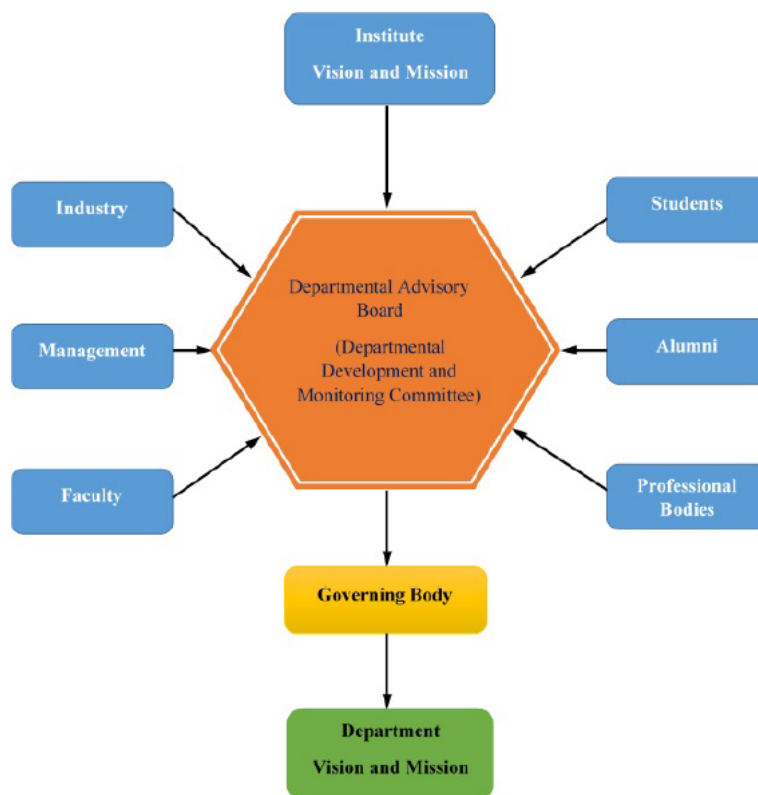 Institute
Vision and Mission
Industry
Students
Departmental Advisory
Board
(Departmental
Development and
Monitoring Committee)
Management
Alumni
Faculty
Professional
Bodies
Governing Body
Department
Vision and Mission